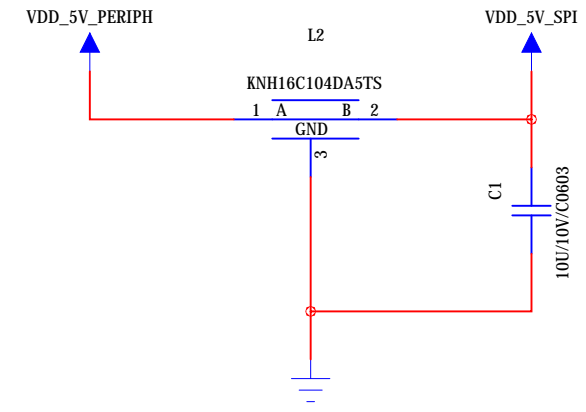 VDD_5V_PERIPH
VDD_5V_SPI
L2
KNH16C104DA5TS
1 A B 2
GND
3
C1
10U/10V/C0603